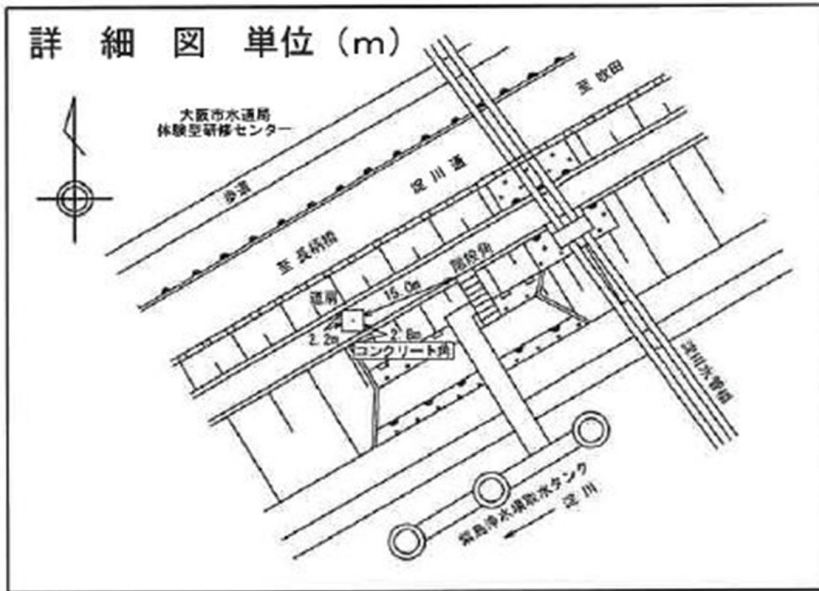 詳 細 図 単位（m）
大阪市水道局
体験型研修センター
至 吹田
歩道
淀川通
至 長柄橋
階段角
15.0m
道肩
2.2m
2.8m
コンクリート角
淀川水管橋
柴島浄水場取水タンク
淀川